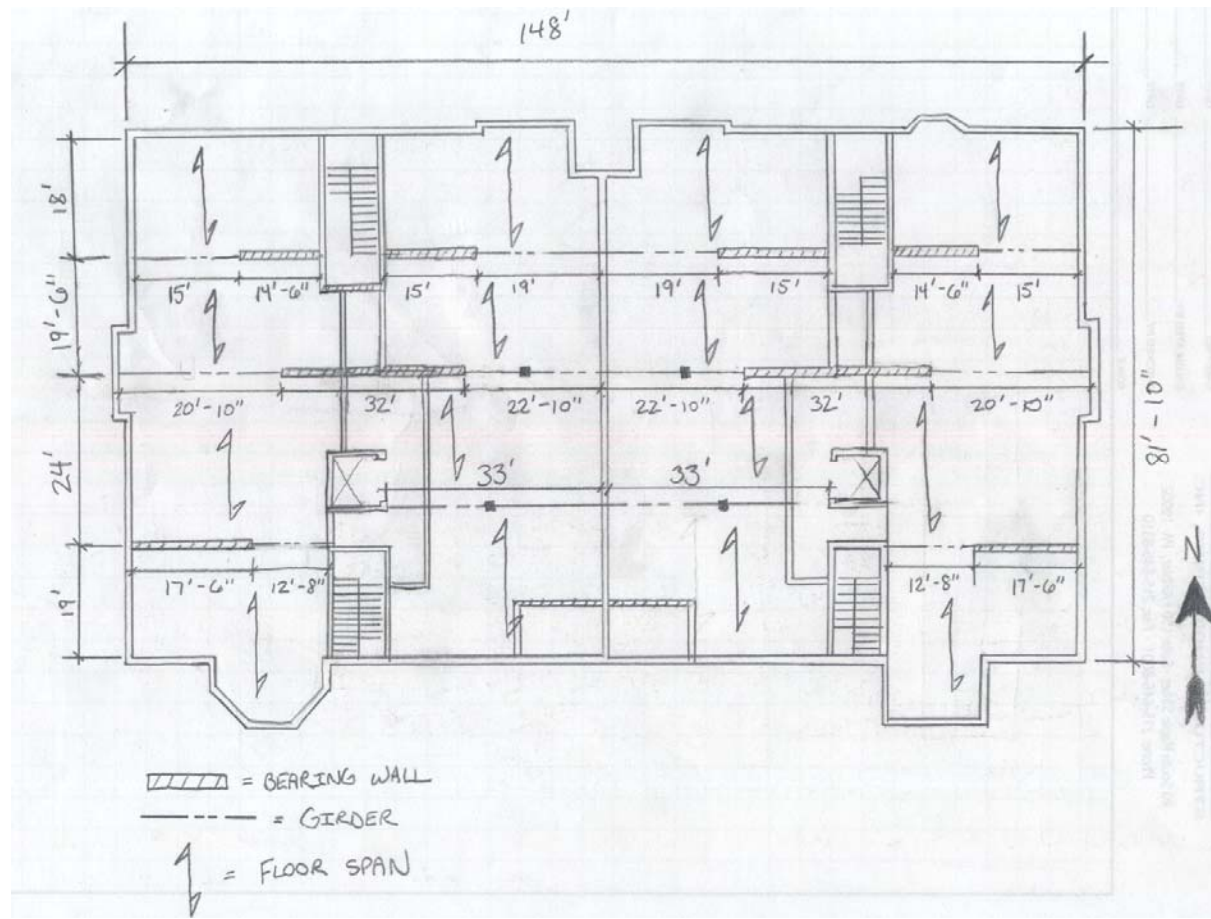 148'
18'
15' 14'-6" 15' 19' 19' 15' 14'-6" 15'
19'-6"
20'-10" 32' 22'-10" 22'-10" 32' 20'-10"
81'-10"
24'
33' 33'
N
17'-6" 12'-8" 12'-8" 17'-6"
19'
= BEARING WALL
= GIRDER
= FLOOR SPAN